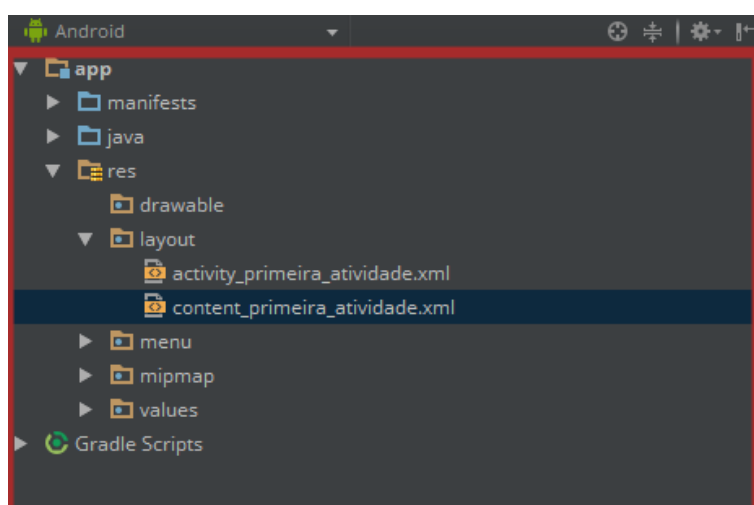 Android
app
manifests
java
res
drawable
layout
activity_primeira_atividade.xml
content_primeira_atividade.xml
menu
mipmap
values
Gradle Scripts